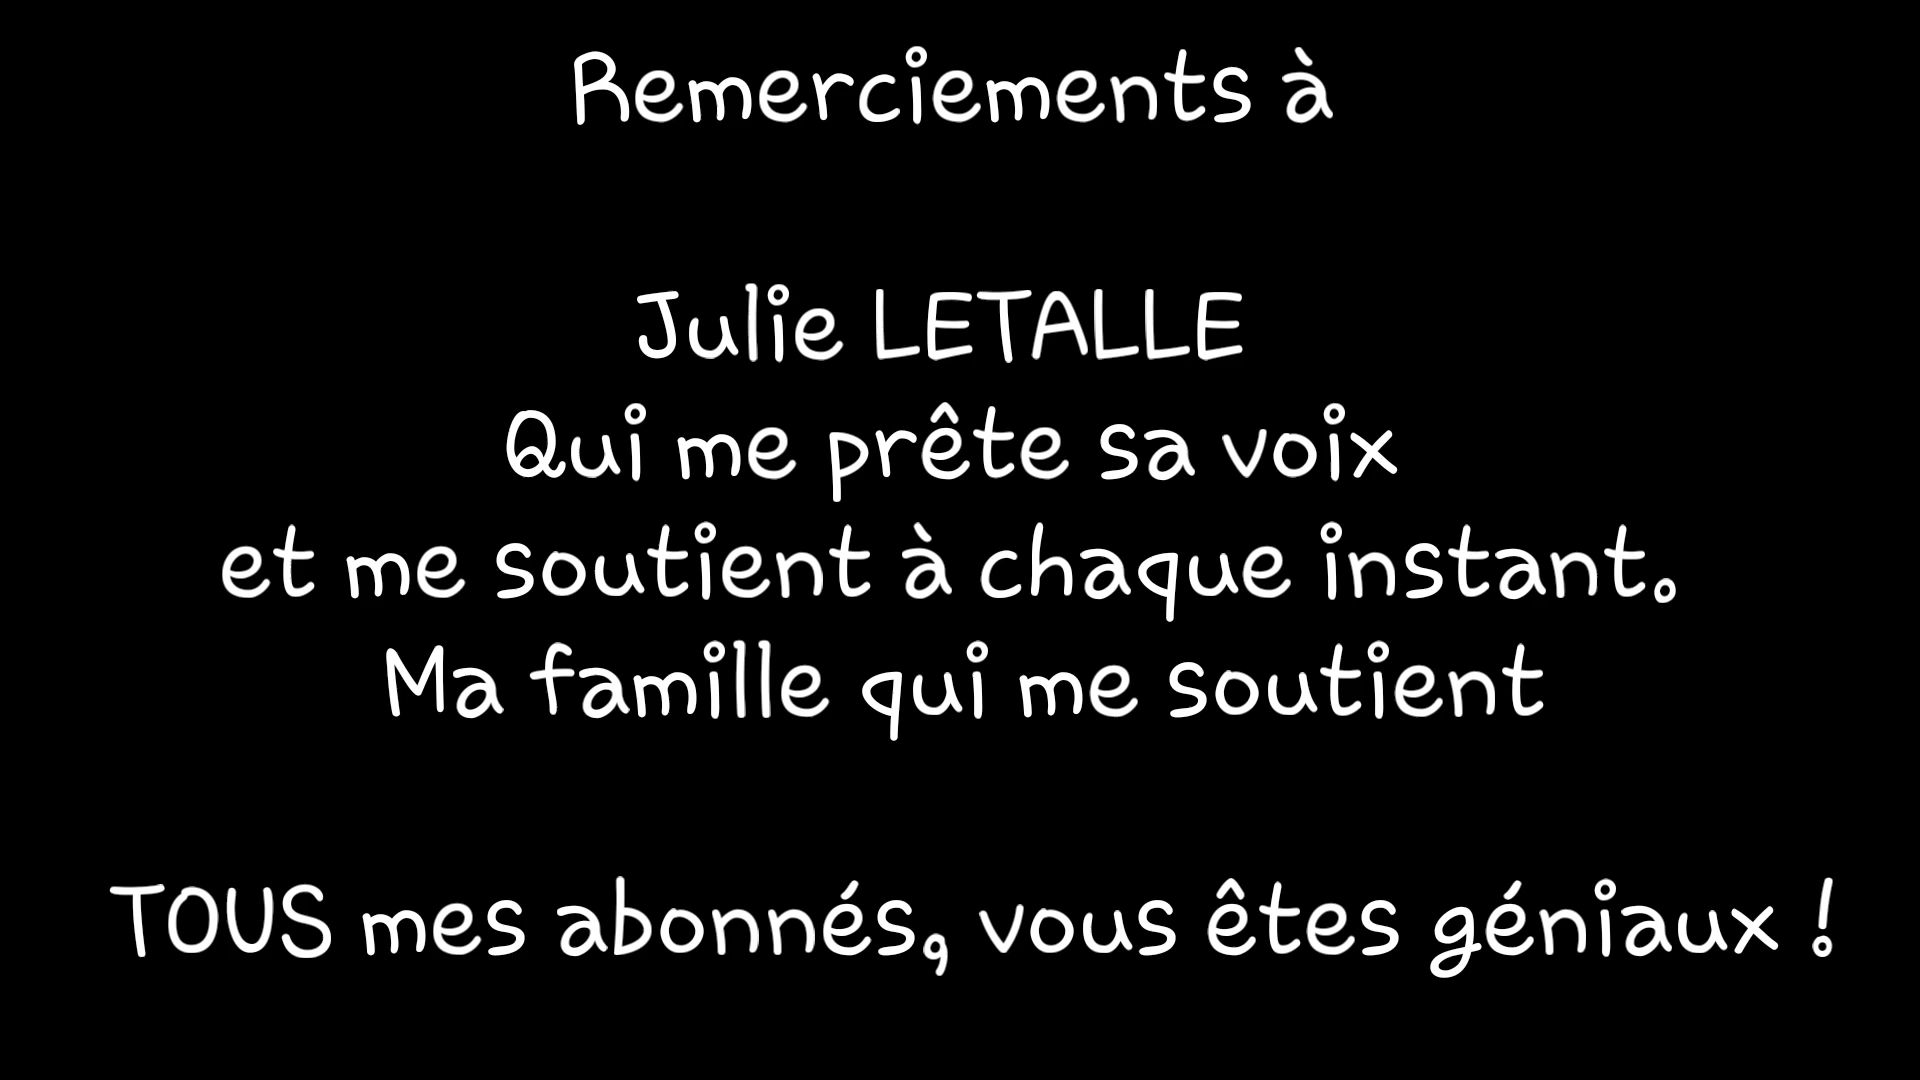 Remerciements à
Julie LETALLE
Qui me prête sa voix
et me soutient à chaque instant.
Ma famille qui me soutient
TOUS mes abonnés, vous êtes géniaux !